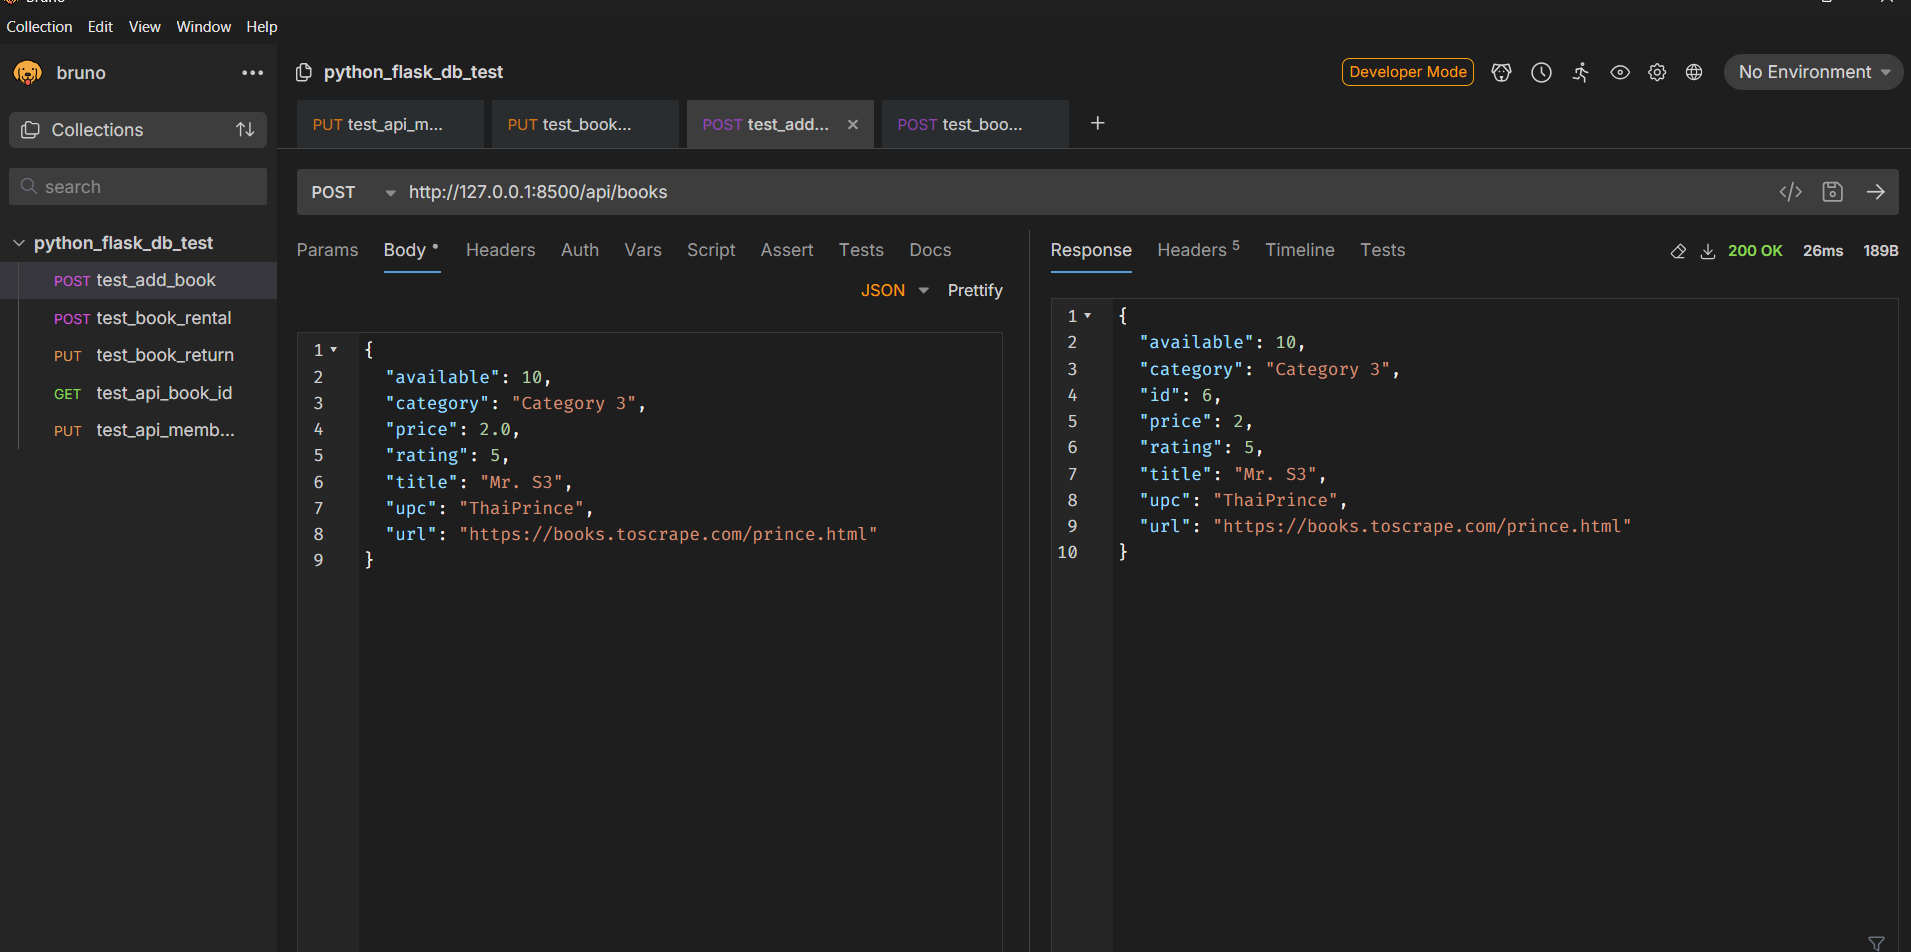 Bruno
Collection Edit View Window Help
bruno
python_flask_db_test
Developer Mode
No Environment
Collections
PUT test_api_m...
PUT test_book...
POST test_add...
POST test_boo...
search
POST http://127.0.0.1:8500/api/books
python_flask_db_test
POST test_add_book
POST test_book_rental
PUT test_book_return
GET test_api_book_id
PUT test_api_memb...
Params Body Headers Auth Vars Script Assert Tests Docs
JSON Prettify
1 {
2 "available": 10,
3 "category": "Category 3",
4 "price": 2.0,
5 "rating": 5,
6 "title": "Mr. S3",
7 "upc": "ThaiPrince",
8 "url": "https://books.toscrape.com/prince.html"
9 }
Response Headers 5 Timeline Tests
200 OK 26ms 189B
1 {
2 "available": 10,
3 "category": "Category 3",
4 "id": 6,
5 "price": 2,
6 "rating": 5,
7 "title": "Mr. S3",
8 "upc": "ThaiPrince",
9 "url": "https://books.toscrape.com/prince.html"
10 }